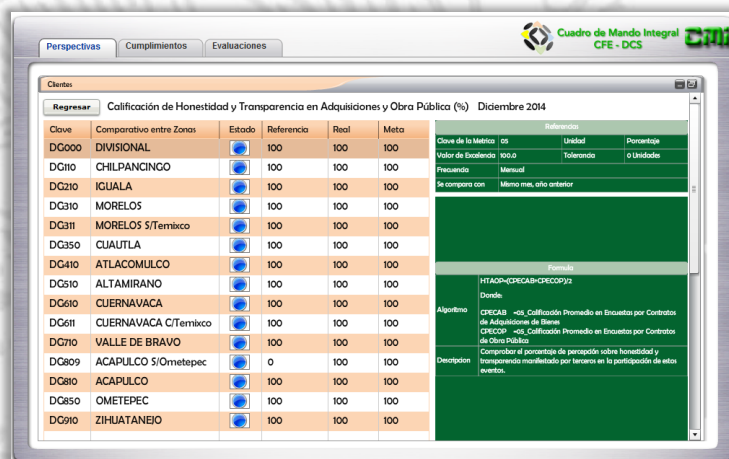 Cuadro de Mando Integral
CFE - DCS
CMI
Perspectivas Cumplimientos Evaluaciones
Clientes
Regresar Calificación de Honestidad y Transparencia en Adquisiciones y Obra Pública (%) Diciembre 2014
Clave Comparativo entre Zonas Estado Referencia Real Meta
DG000 DIVISIONAL 100 100 100
DG110 CHILPANCINGO 100 100 100
DG210 IGUALA 100 100 100
DG310 MORELOS 100 100 100
DG311 MORELOS S/Temixco 100 100 100
DG350 CUAUTLA 100 100 100
DG410 ATLACOMULCO 100 100 100
DG510 ALTAMIRANO 100 100 100
DG610 CUERNAVACA 100 100 100
DG611 CUERNAVACA C/Temixco 100 100 100
DG710 VALLE DE BRAVO 100 100 100
DG809 ACAPULCO S/Ometepec 0 100 100
DG810 ACAPULCO 100 100 100
DG850 OMETEPEC 100 100 100
DG910 ZIHUATANEJO 100 100 100
Referencias
Clave de la Metrica 05 Unidad Porcentaje
Valor de Excelencia 100.0 Tolerancia 0 Unidades
Frecuencia Mensual
Se compara con Mismo mes, año anterior
Formula
Algoritmo
HTAOP=(CPECAB+CPECOP)/2
Donde:
CPECAB =05_Calificación Promedio en Encuestas por Contratos
de Adquisiciones de Bienes
CPECOP =05_Calificación Promedio en Encuestas por Contratos
de Obra Pública
Descripcion
Comprobar el porcentaje de percepción sobre honestidad y
transparencia manifestado por terceros en la participación de estos
eventos.